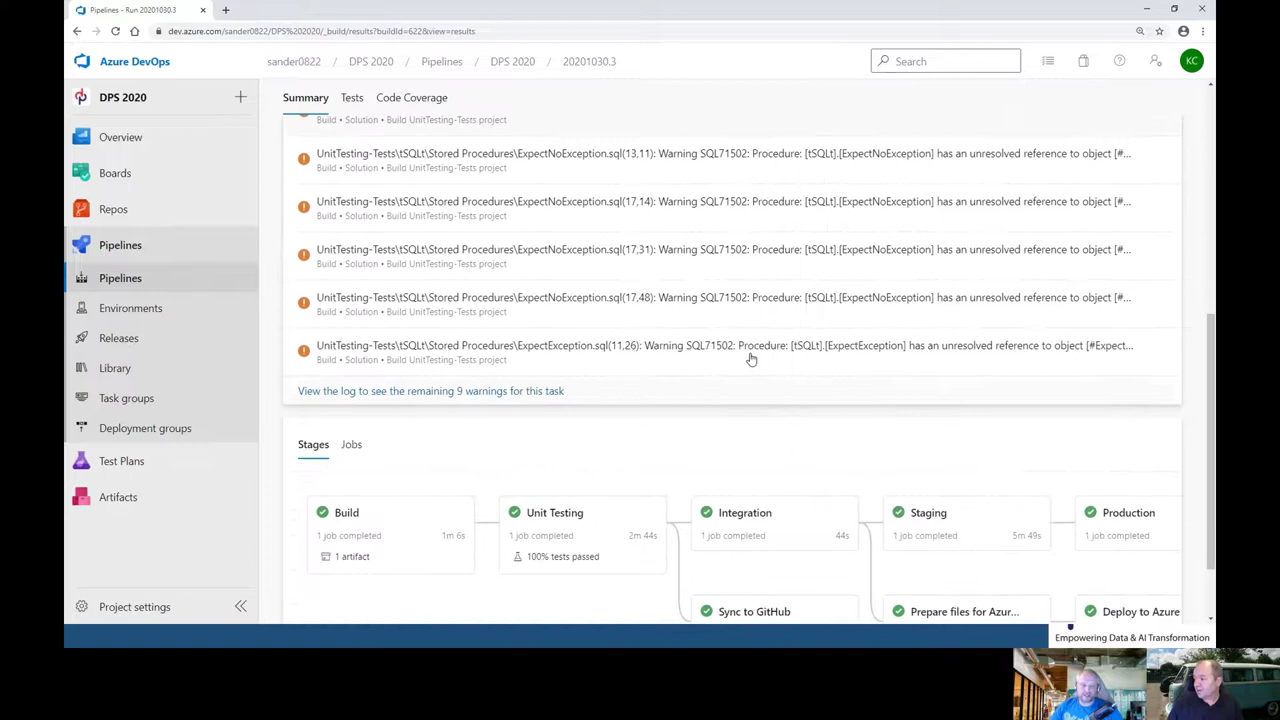 Pipelines - Run 20201030.3
dev.azure.com/sander0822/DPS%202020/_build/results?buildId=622&view=results
Azure DevOps
sander0822 / DPS 2020 / Pipelines / DPS 2020 / 20201030.3
Search
KC
DPS 2020
Overview
Boards
Repos
Pipelines
Pipelines
Environments
Releases
Library
Task groups
Deployment groups
Test Plans
Artifacts
Project settings
Summary Tests Code Coverage
Build • Solution • Build UnitTesting-Tests project
UnitTesting-Tests\tSQLt\Stored Procedures\ExpectNoException.sql(13,11): Warning SQL71502: Procedure: [tSQLt].[ExpectNoException] has an unresolved reference to object [#...
Build • Solution • Build UnitTesting-Tests project
UnitTesting-Tests\tSQLt\Stored Procedures\ExpectNoException.sql(17,14): Warning SQL71502: Procedure: [tSQLt].[ExpectNoException] has an unresolved reference to object [#...
Build • Solution • Build UnitTesting-Tests project
UnitTesting-Tests\tSQLt\Stored Procedures\ExpectNoException.sql(17,31): Warning SQL71502: Procedure: [tSQLt].[ExpectNoException] has an unresolved reference to object [#...
Build • Solution • Build UnitTesting-Tests project
UnitTesting-Tests\tSQLt\Stored Procedures\ExpectNoException.sql(17,48): Warning SQL71502: Procedure: [tSQLt].[ExpectNoException] has an unresolved reference to object [#...
Build • Solution • Build UnitTesting-Tests project
UnitTesting-Tests\tSQLt\Stored Procedures\ExpectException.sql(11,26): Warning SQL71502: Procedure: [tSQLt].[ExpectException] has an unresolved reference to object [#Expect...
Build • Solution • Build UnitTesting-Tests project
View the log to see the remaining 9 warnings for this task
Stages Jobs
Build
1 job completed 1m 6s
1 artifact
Unit Testing
1 job completed 2m 44s
100% tests passed
Integration
1 job completed 44s
Staging
1 job completed 5m 49s
Production
1 job completed
Sync to GitHub
Prepare files for Azur...
Deploy to Azure
Empowering Data & AI Transformation